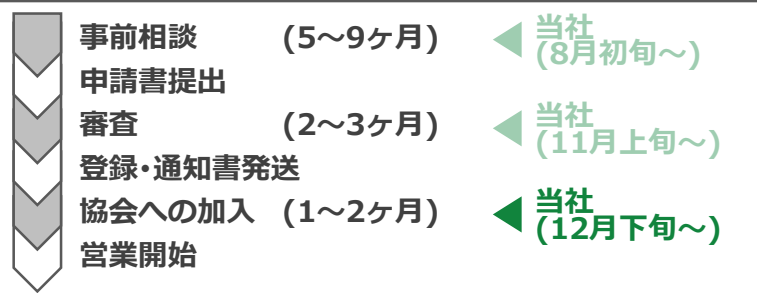 事前相談 (5～9ヶ月) 当社
(8月初旬～)
申請書提出
審査 (2～3ヶ月) 当社
(11月上旬～)
登録・通知書発送
協会への加入 (1～2ヶ月) 当社
(12月下旬～)
営業開始